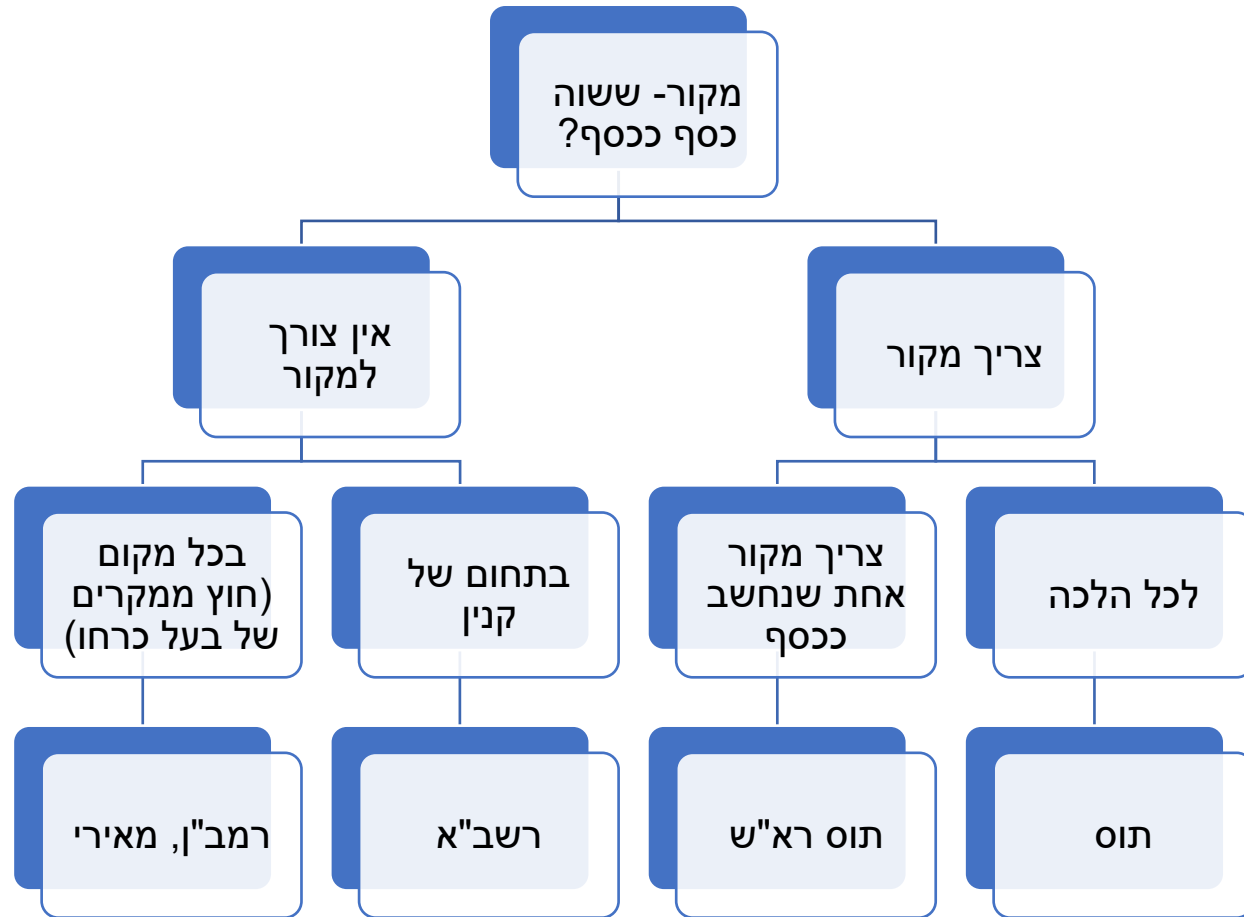 מקור- ששוה
כסף ככסף?
צריך מקור
אין צורך
למקור
לכל הלכה
צריך מקור
אחת שנחשב
ככסף
בתחום של
קנין
בכל מקום
(חוץ ממקרים
של בעל כרחו)
תוס
תוס רא"ש
רשב"א
רמב"ן, מאירי